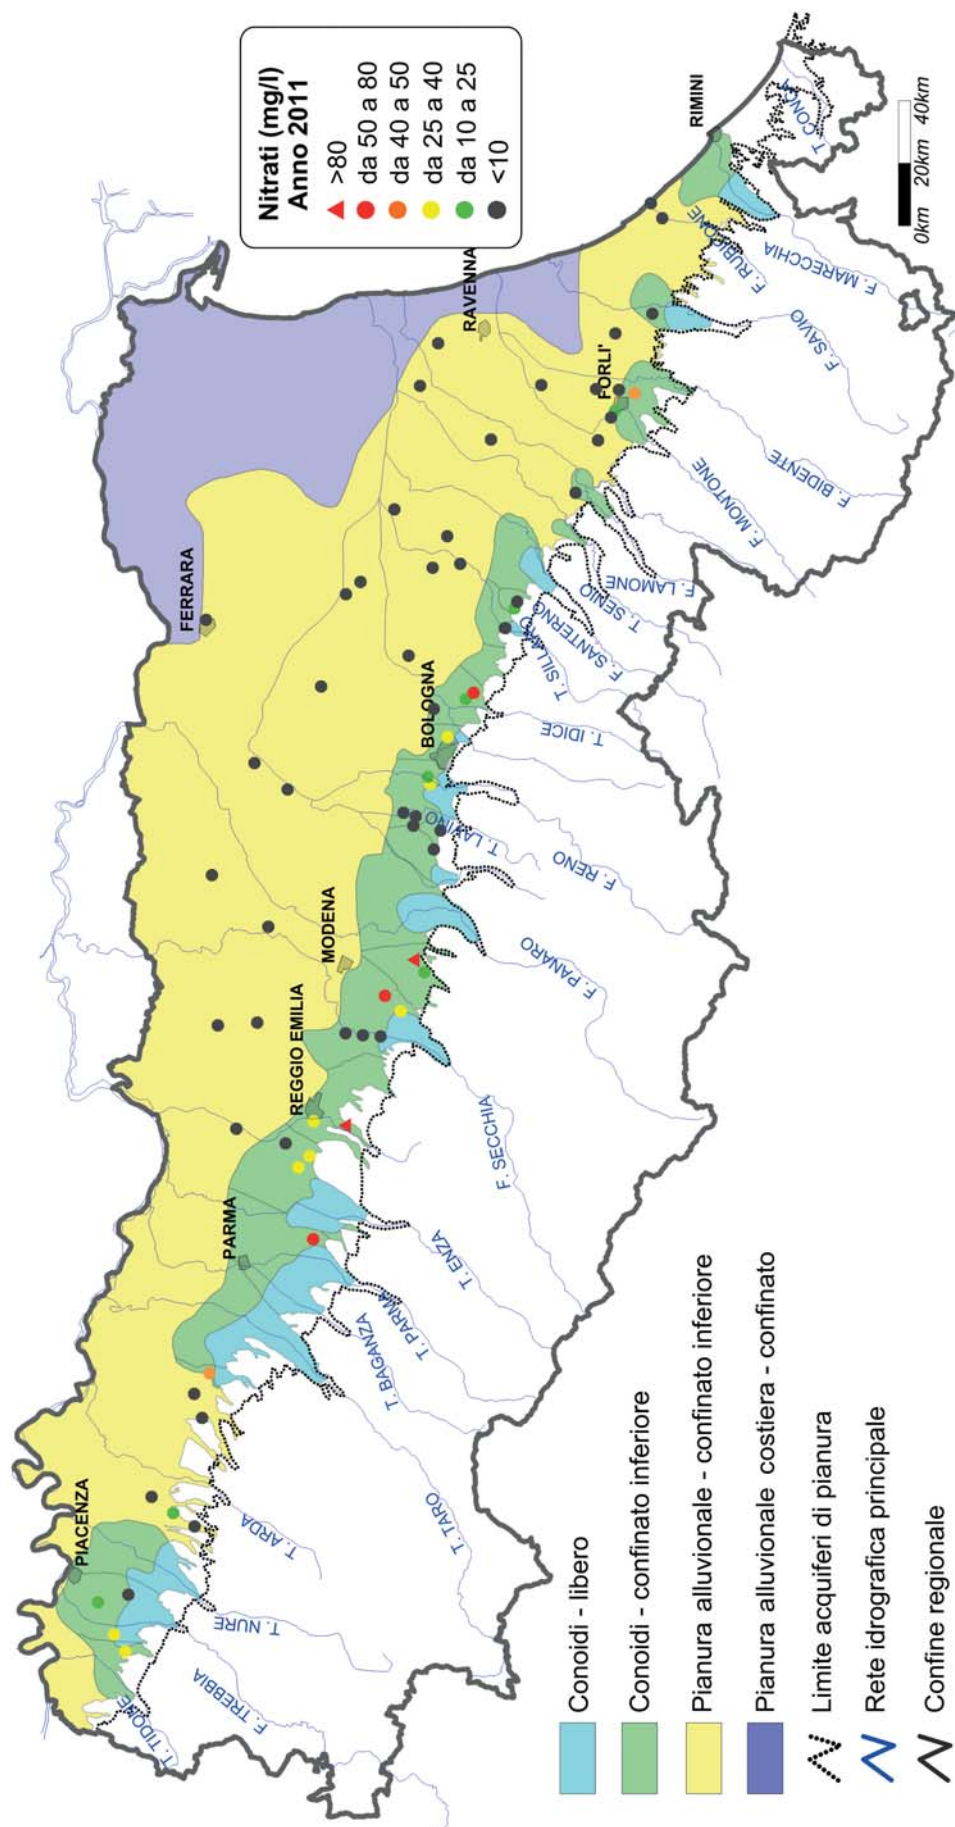 Nitrati (mg/l)
Anno 2011
>80
da 50 a 80
da 40 a 50
da 25 a 40
da 10 a 25
<10
PIACENZA
PARMA
REGGIO EMILIA
MODENA
BOLOGNA
FERRARA
RAVENNA
FORLI'
RIMINI
T. TIDONE
F. TREBBIA
T. NURE
T. ARDA
T. TARO
T. BAGANZA
T. PARMA
T. ENZA
F. SECCHIA
F. PANARO
T. LAVINO
F. RENO
T. IDICE
T. SILLARO
F. SANTERNO
T. SENIO
F. LAMONE
F. MONTONE
F. BIDENTE
F. SAVIO
F. RUBICONE
F. MARECCHIA
T. CONCA
Conoidi - libero
Conoidi - confinato inferiore
Pianura alluvionale - confinato inferiore
Pianura alluvionale costiera - confinato
Limite acquiferi di pianura
Rete idrografica principale
Confine regionale
0km 20km 40km